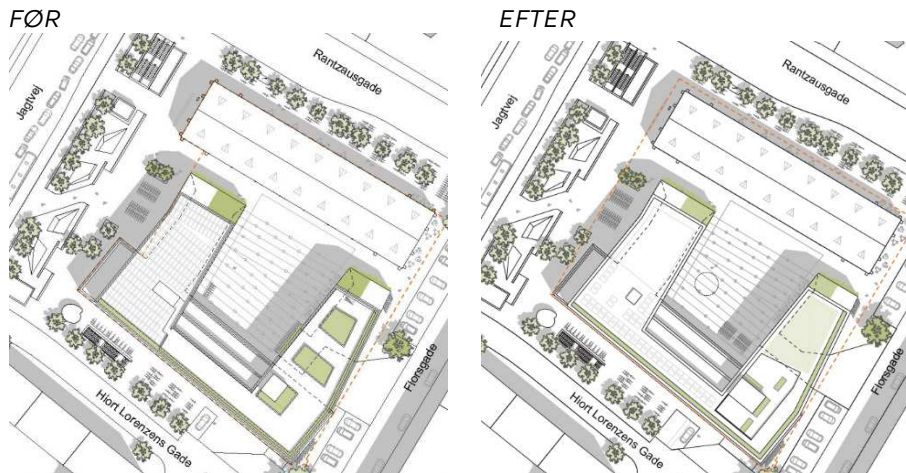 FØR
EFTER
Jagtvej
Rantzausgade
Florsgade
Hiort Lorenzens Gade
Jagtvej
Rantzausgade
Florsgade
Hiort Lorenzens Gade